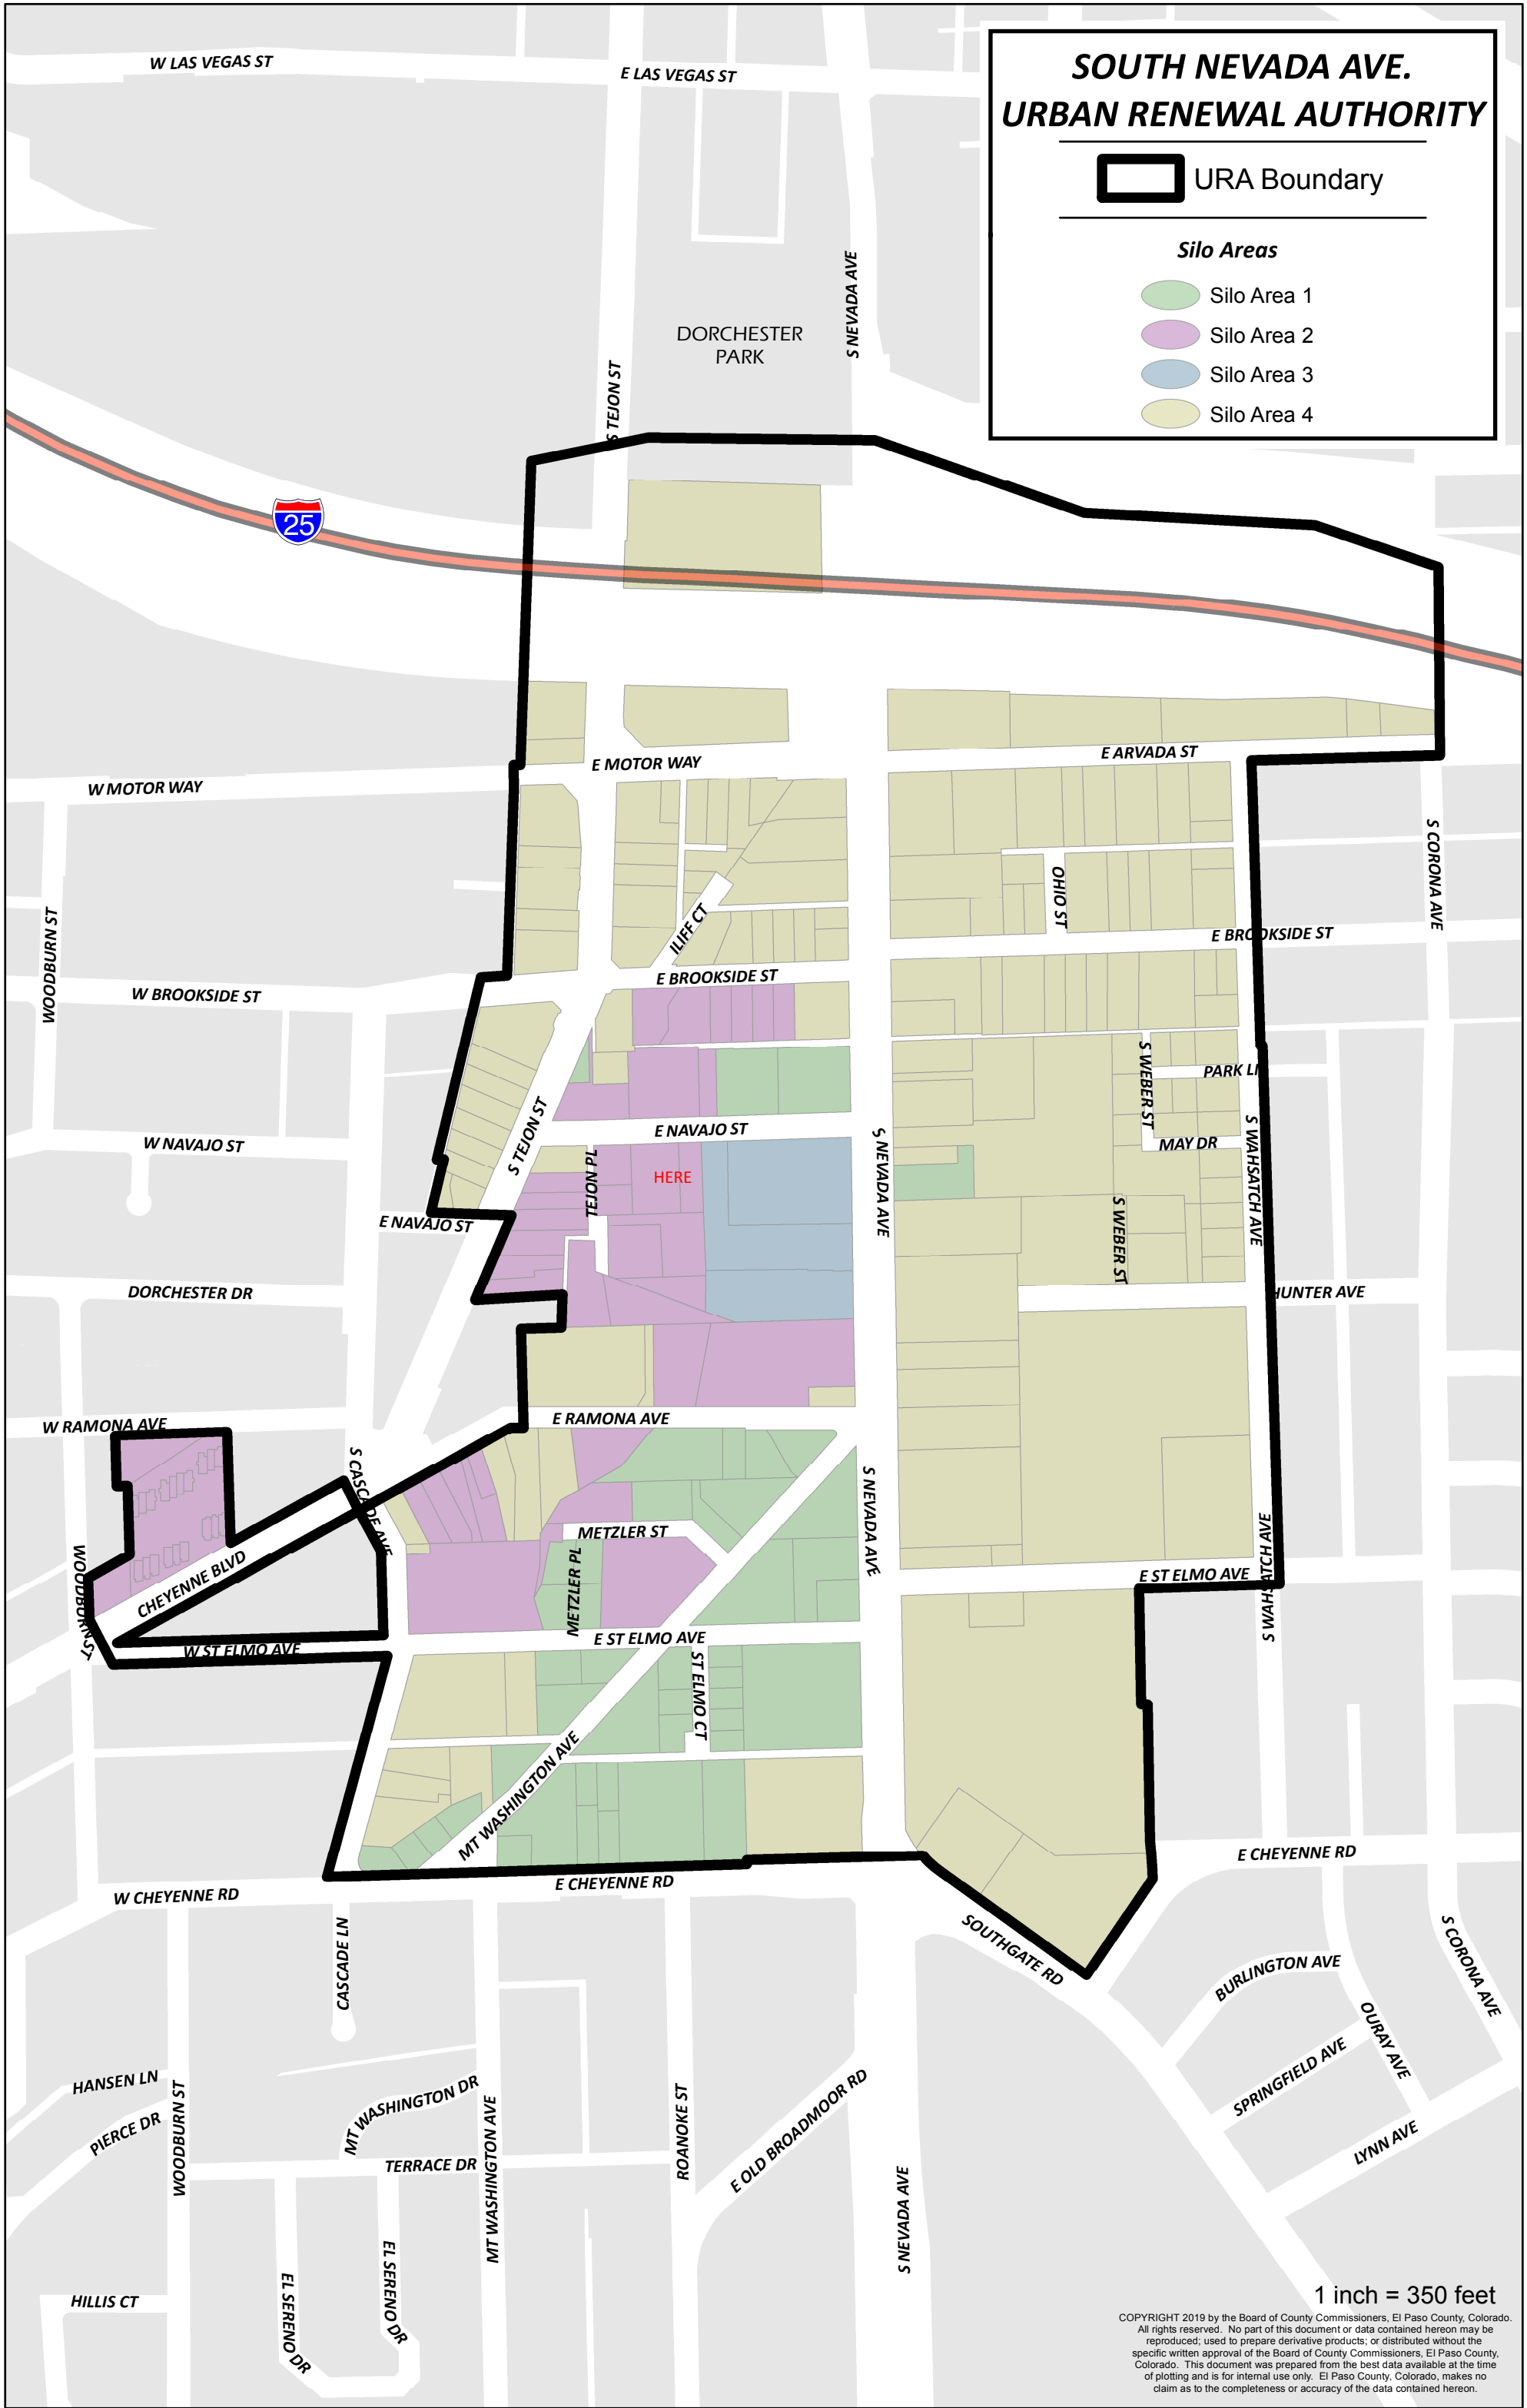 SOUTH NEVADA AVE.
URBAN RENEWAL AUTHORITY
URA Boundary
Silo Areas
Silo Area 1
Silo Area 2
Silo Area 3
Silo Area 4
W LAS VEGAS ST
E LAS VEGAS ST
S NEVADA AVE
DORCHESTER
PARK
S TEJON ST
25
E ARVADA ST
E MOTOR WAY
W MOTOR WAY
S CORONA AVE
OHIO ST
ILIFF CT
WOODBURN ST
E BROOKSIDE ST
E BROOKSIDE ST
W BROOKSIDE ST
S WEBER ST
PARK LN
S TEJON ST
E NAVAJO ST
W NAVAJO ST
MAY DR
S NEVADA AVE
S WAHSATCH AVE
TEJON PL
HERE
E NAVAJO ST
S WEBER ST
DORCHESTER DR
HUNTER AVE
W RAMONA AVE
E RAMONA AVE
S CASCADE AVE
S NEVADA AVE
METZLER ST
METZLER PL
CHEYENNE BLVD
WOODBURN ST
E ST ELMO AVE
S WAHSATCH AVE
E ST ELMO AVE
W ST ELMO AVE
ST ELMO CT
MT WASHINGTON AVE
E CHEYENNE RD
E CHEYENNE RD
W CHEYENNE RD
CASCADE LN
SOUTHGATE RD
S CORONA AVE
BURLINGTON AVE
OURAY AVE
HANSEN LN
PIERCE DR
WOODBURN ST
MT WASHINGTON DR
MT WASHINGTON AVE
ROANOKE ST
E OLD BROADMOOR RD
SPRINGFIELD AVE
LYNN AVE
TERRACE DR
S NEVADA AVE
EL SERENO DR
EL SERENO DR
HILLIS CT
1 inch = 350 feet
COPYRIGHT 2019 by the Board of County Commissioners, El Paso County, Colorado.
All rights reserved. No part of this document or data contained hereon may be
reproduced; used to prepare derivative products; or distributed without the
specific written approval of the Board of County Commissioners, El Paso County,
Colorado. This document was prepared from the best data available at the time
of plotting and is for internal use only. El Paso County, Colorado, makes no
claim as to the completeness or accuracy of the data contained hereon.